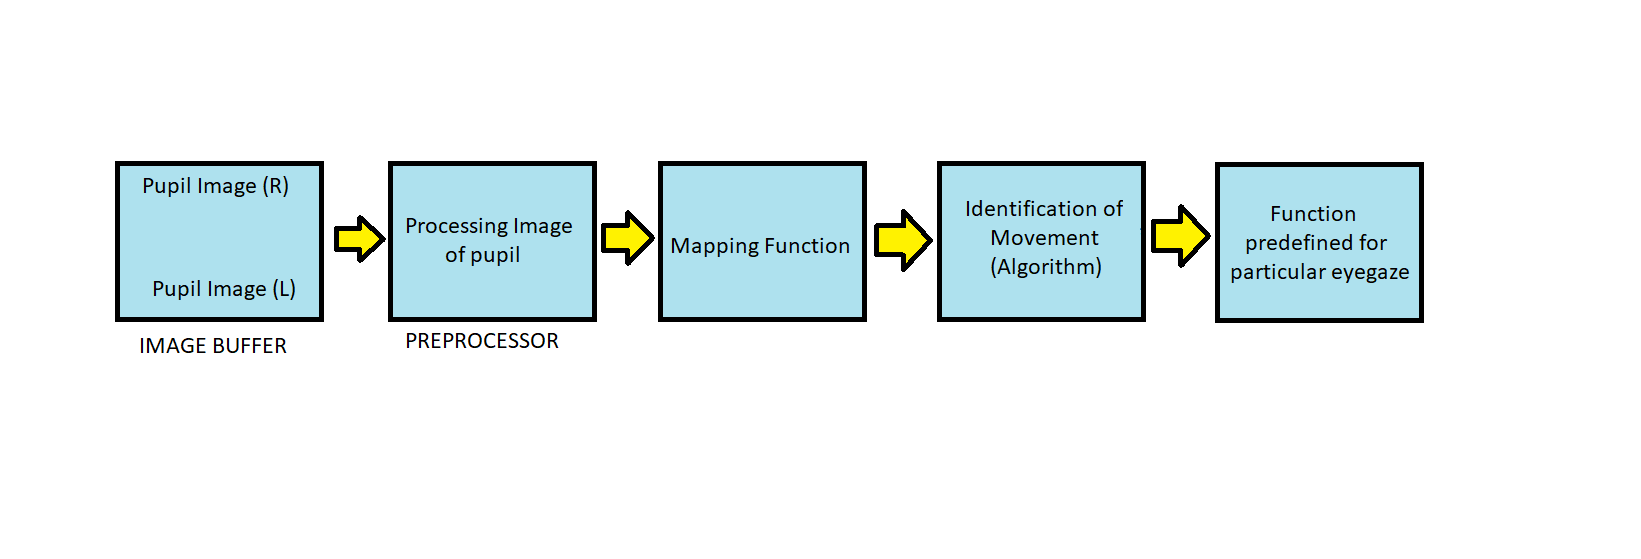 Pupil Image (R)
Pupil Image (L)
IMAGE BUFFER
Processing Image
of pupil
PREPROCESSOR
Mapping Function
Identification of
Movement
(Algorithm)
Function
predefined for
particular eyegaze